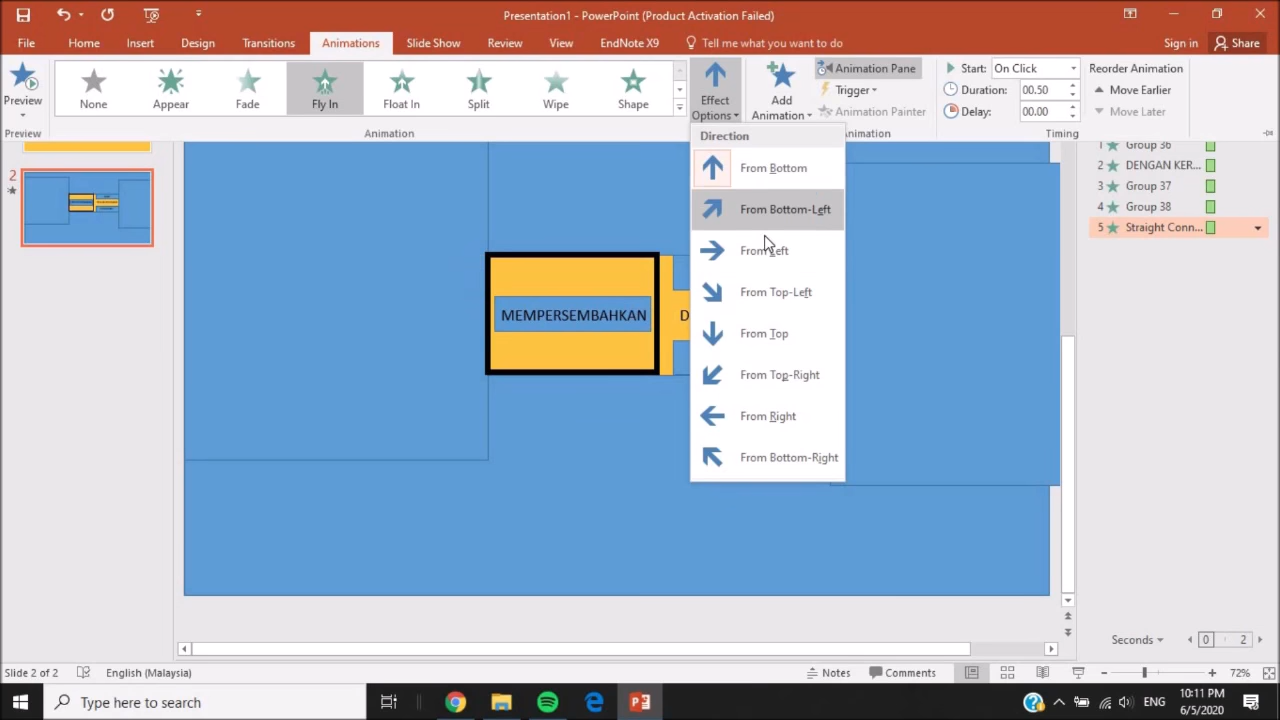 Presentation1 - PowerPoint (Product Activation Failed)
File Home Insert Design Transitions Animations Slide Show Review View EndNote X9 Tell me what you want to do Sign in Share
Preview
None Appear Fade Fly In Float In Split Wipe Shape
Effect Options
Add Animation
Animation Pane
Trigger
Animation Painter
Start: On Click
Duration: 00.50
Delay: 00.00
Reorder Animation
Move Earlier
Move Later
Preview Animation nimation Timing
Direction
From Bottom
From Bottom-Left
From Left
From Top-Left
From Top
From Top-Right
From Right
From Bottom-Right
2
MEMPERSEMBAHKAN
D
1 Group 36
2 DENGAN KER...
3 Group 37
4 Group 38
5 Straight Conn...
Seconds 0 2
Slide 2 of 2 English (Malaysia) Notes Comments 72%
Type here to search
ENG
10:11 PM
6/5/2020